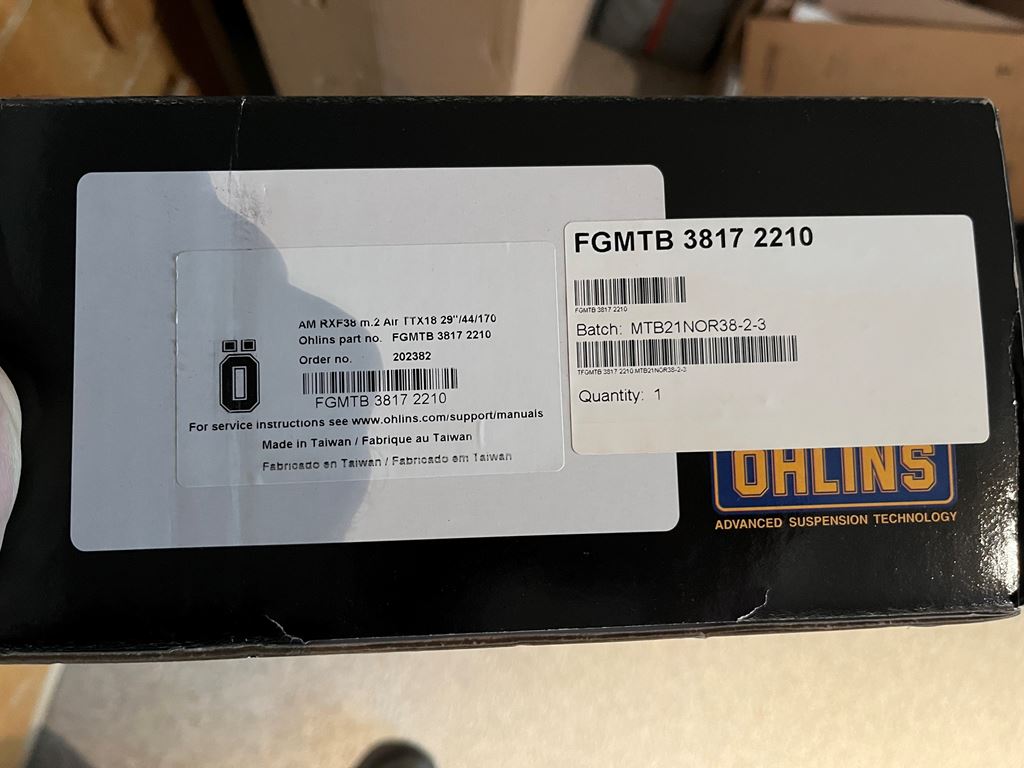 AM RXF38 m.2 Air TTX18 29"/44/170
Ohlins part no. FGMTB 3817 2210
Order no. 202382
FGMTB 3817 2210
For service instructions see www.ohlins.com/support/manuals
Made in Taiwan / Fabrique au Taiwan
Fabricado en Taiwan / Fabricado em Taiwan
Ö
FGMTB 3817 2210
FGMTB 3817 2210
Batch: MTB21NOR38-2-3
TFGMTB 3817 2210:MTB21NOR38-2-3
Quantity: 1
OHLINS
ADVANCED SUSPENSION TECHNOLOGY